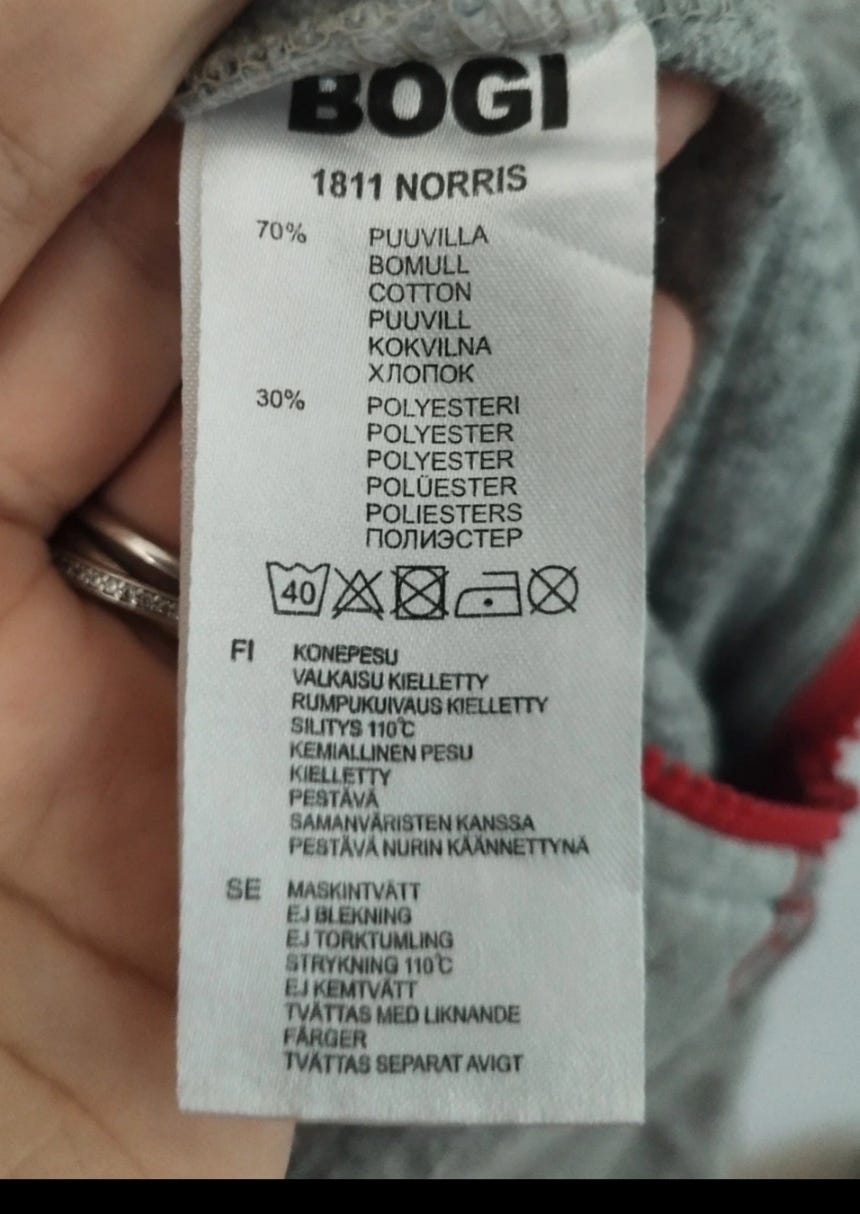 BOGI
1811 NORRIS
70% PUUVILLA
BOMULL
COTTON
PUUVILL
KOKVILNA
ХЛОПОК
30% POLYESTERI
POLYESTER
POLYESTER
POLÜESTER
POLIESTERS
ПОЛИЭСТЕР
40
FI KONEPESU
VALKAISU KIELLETTY
RUMPUKUIVAUS KIELLETTY
SILITYS 110℃
KEMIALLINEN PESU
KIELLETTY
PESTÄVÄ
SAMANVÄRISTEN KANSSA
PESTÄVÄ NURIN KÄÄNNETTYNÄ
SE MASKINTVÄTT
EJ BLEKNING
EJ TORKTUMLING
STRYKNING 110℃
EJ KEMTVÄTT
TVÄTTAS MED LIKNANDE
FÄRGER
TVÄTTAS SEPARAT AVIGT